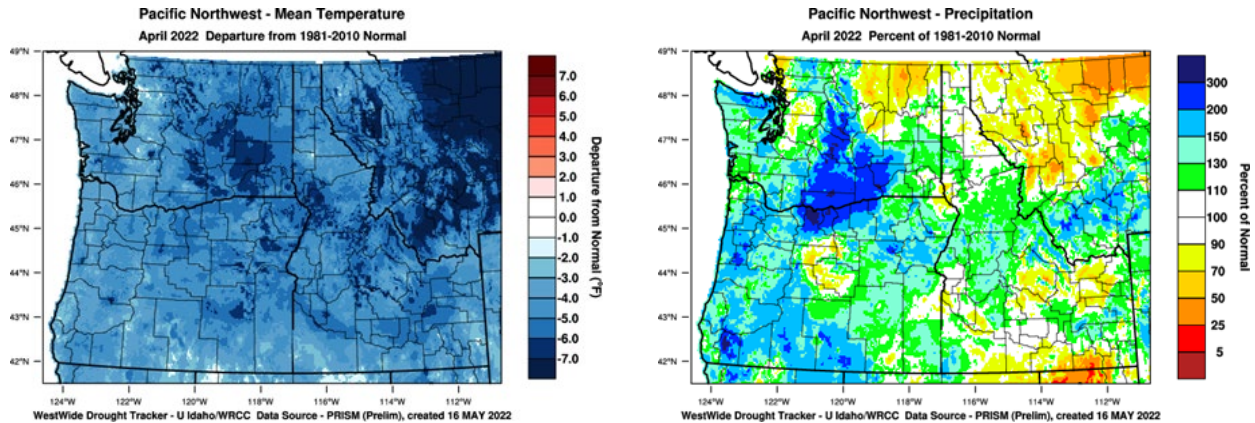 Pacific Northwest - Mean Temperature
April 2022 Departure from 1981-2010 Normal
49°N
48°N
47°N
46°N
45°N
44°N
43°N
42°N
124°W 122°W 120°W 118°W 116°W 114°W 112°W
7.0
6.0
5.0
4.0
3.0
2.0
1.0
0.0
-1.0
-2.0
-3.0
-4.0
-5.0
-6.0
-7.0
Departure from Normal (°F)
WestWide Drought Tracker - U Idaho/WRCC Data Source - PRISM (Prelim), created 16 MAY 2022
Pacific Northwest - Precipitation
April 2022 Percent of 1981-2010 Normal
49°N
48°N
47°N
46°N
45°N
44°N
43°N
42°N
124°W 122°W 120°W 118°W 116°W 114°W 112°W
300
200
150
130
110
100
90
70
50
25
5
Percent of Normal
WestWide Drought Tracker - U Idaho/WRCC Data Source - PRISM (Prelim), created 16 MAY 2022